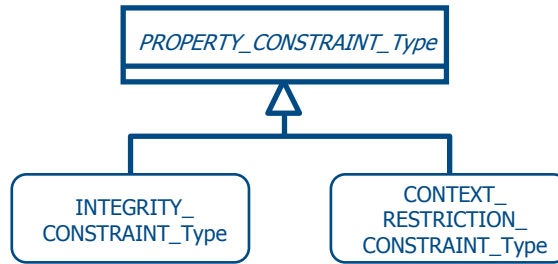 PROPERTY_CONSTRAINT_Type
INTEGRITY_
CONSTRAINT_Type
CONTEXT_
RESTRICTION_
CONSTRAINT_Type